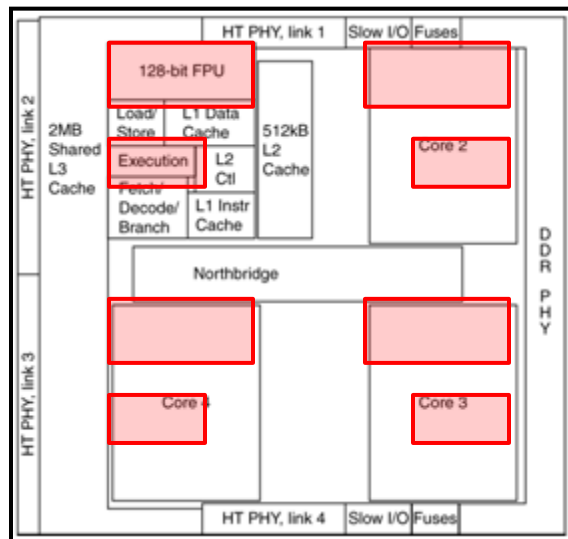 HT PHY, link 1
Slow I/O
Fuses
HT PHY, link 2
2MB
Shared
L3
Cache
128-bit FPU
Load/
Store
L1 Data
Cache
Execution
L2
Ctl
Fetch/
Decode/
Branch
L1 Instr
Cache
512kB
L2
Cache
Core 2
Northbridge
DDR PHY
HT PHY, link 3
Core 4
Core 3
HT PHY, link 4
Slow I/O
Fuses